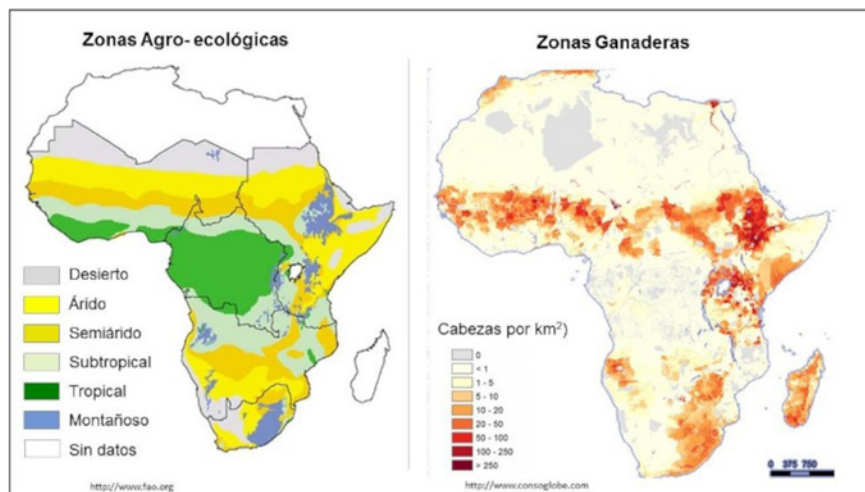 Zonas Agro- ecológicas
Desierto
Árido
Semiárido
Subtropical
Tropical
Montañoso
Sin datos
http://www.fao.org
Zonas Ganaderas
Cabezas por km²)
0
< 1
1 - 5
5 - 10
10 - 20
20 - 50
50 - 100
100 - 250
> 250
http://www.consoglobe.com
0 375 750